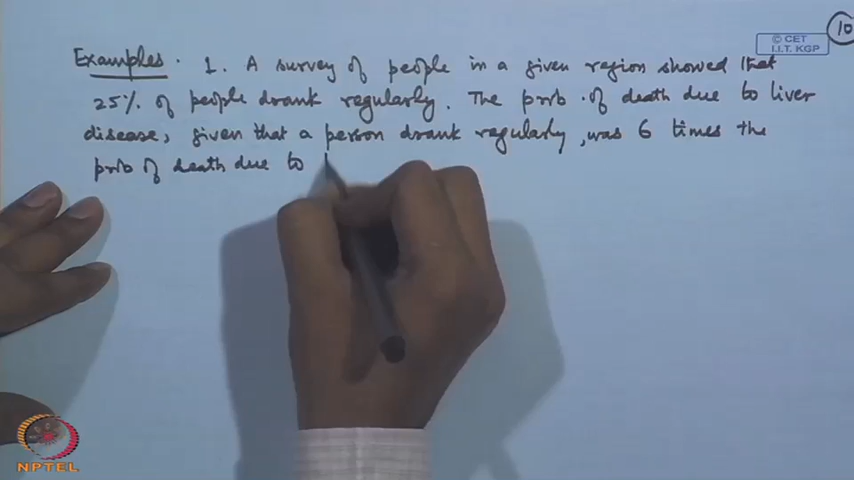 10
© CET
I.I.T. KGP
Examples. 1. A survey of people in a given region showed that
25% of people drank regularly. The prob. of death due to liver
disease, given that a person drank regularly, was 6 times the
prob of death due to
NPTEL